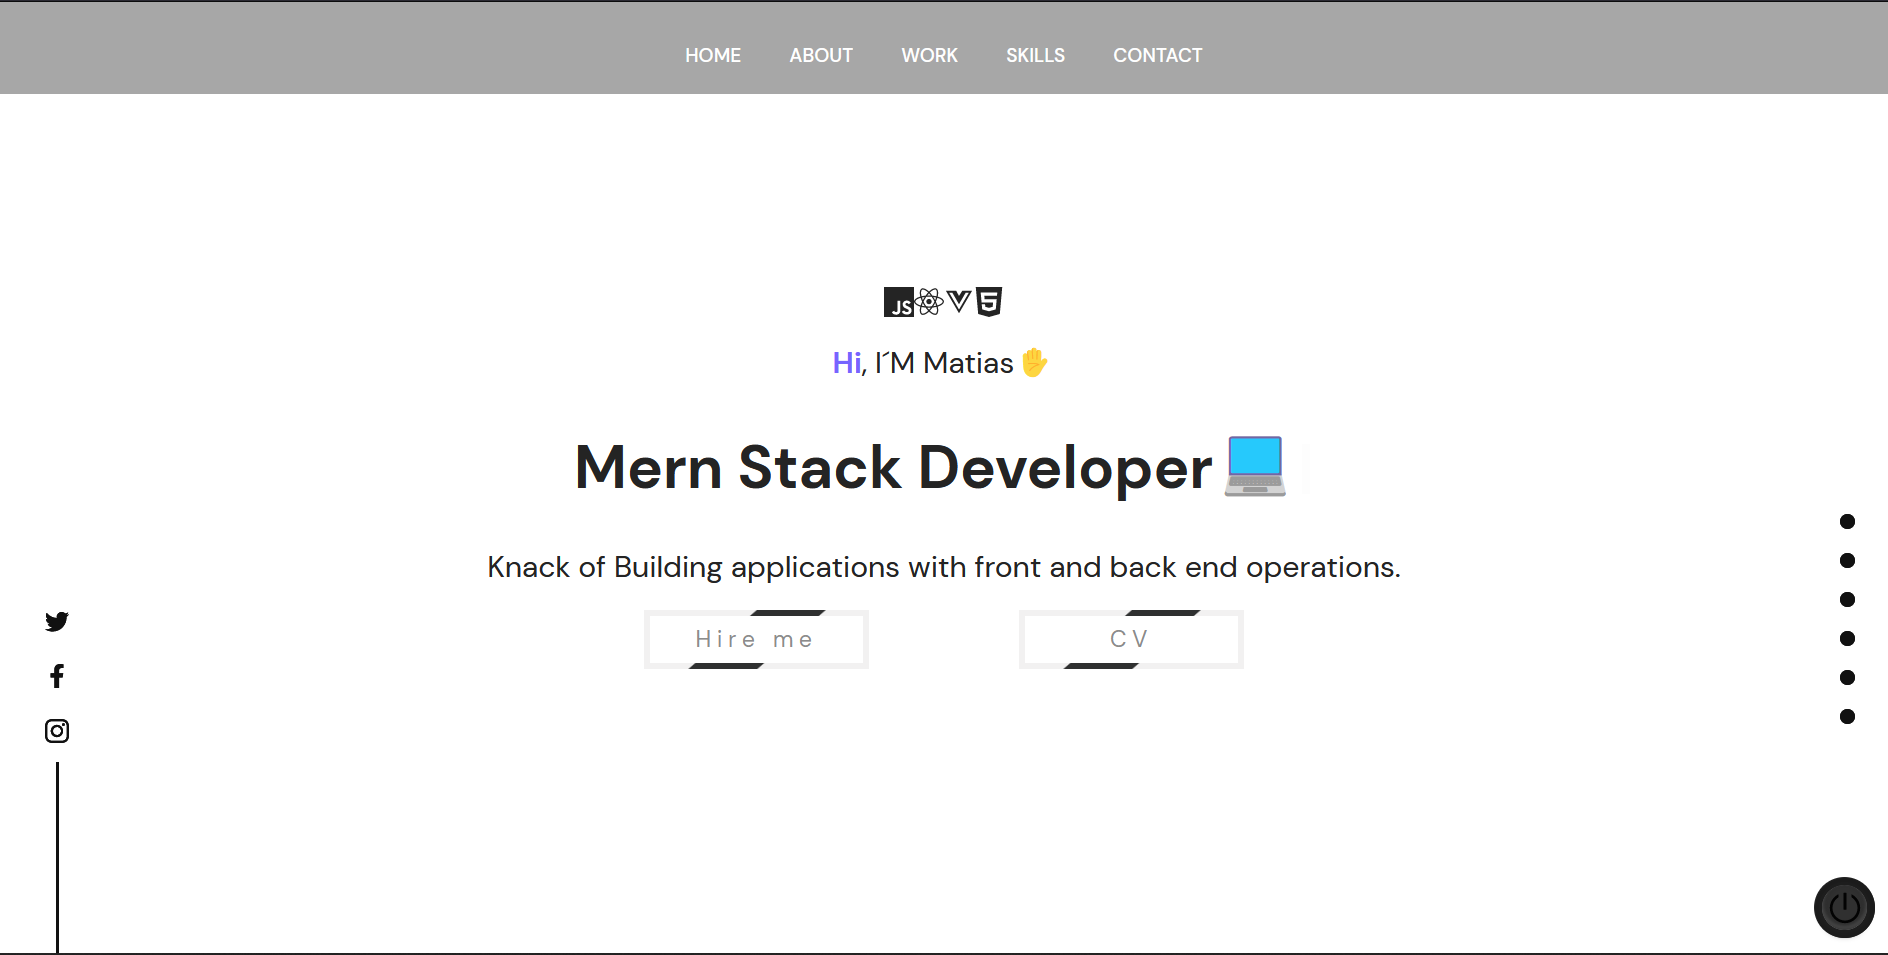 HOME ABOUT WORK SKILLS CONTACT
JS
Hi, I´M Matias
Mern Stack Developer
Knack of Building applications with front and back end operations.
Hire me CV